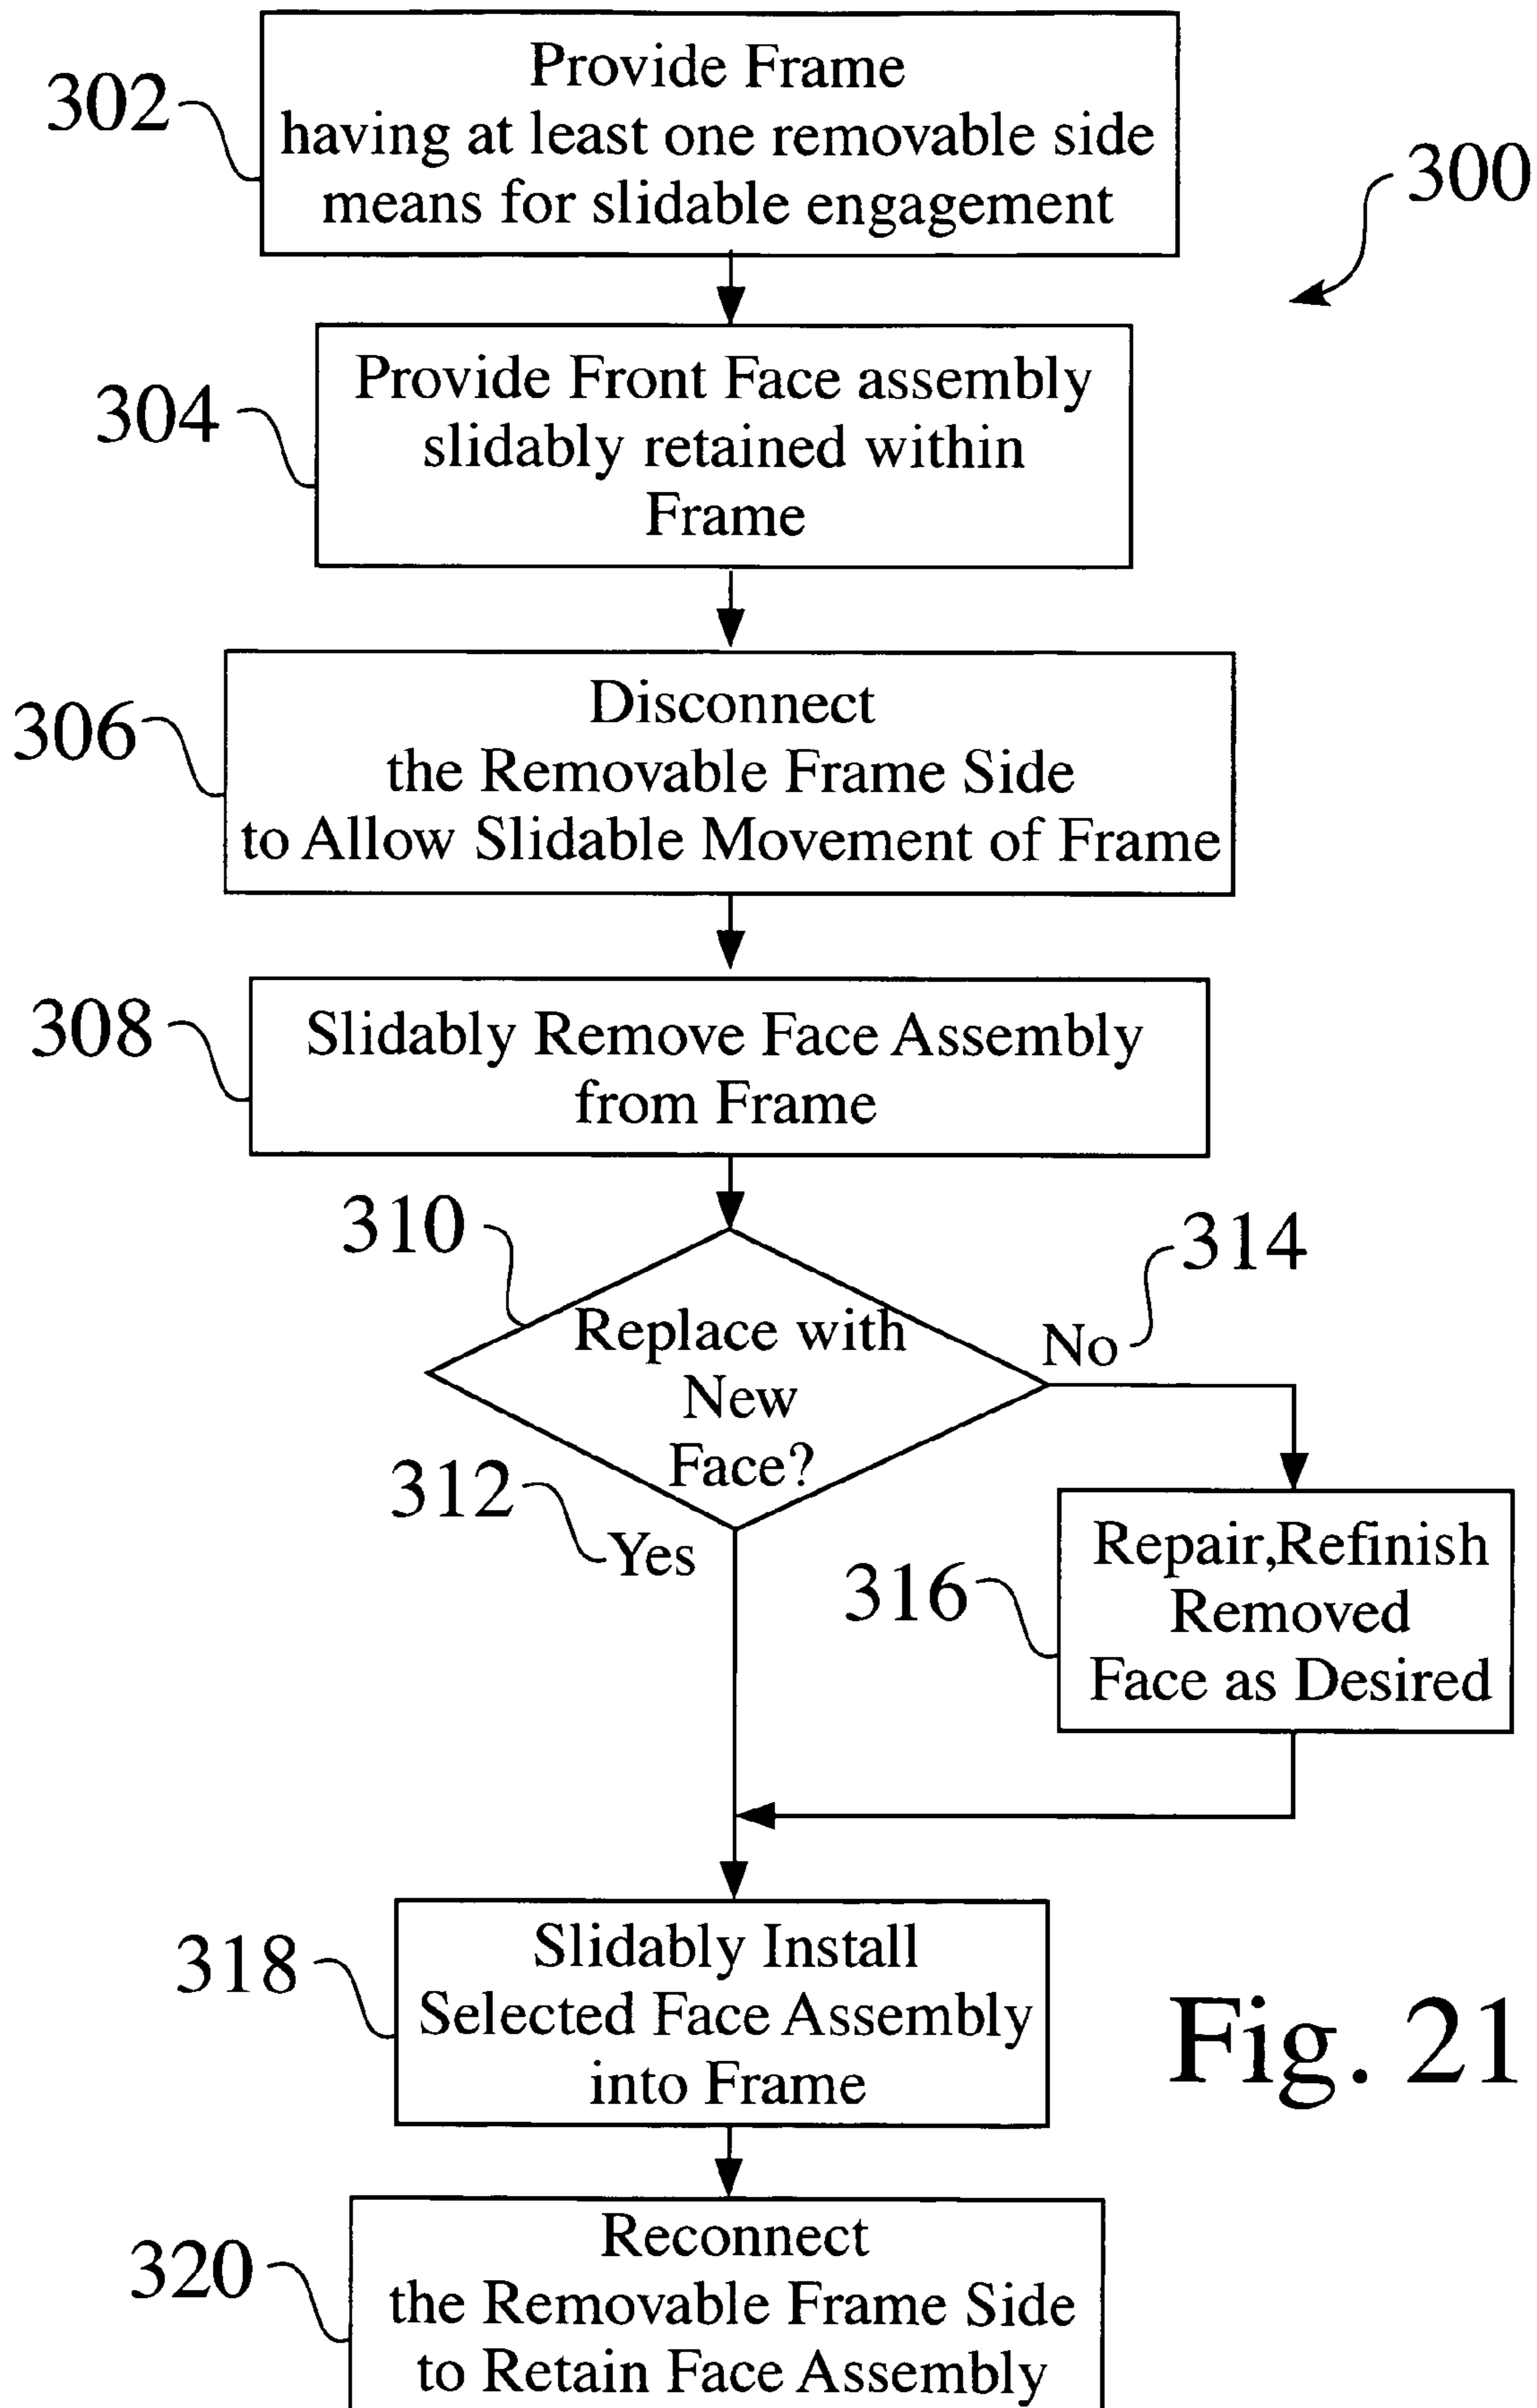 302
Provide Frame
having at least one removable side
means for slidable engagement
300
304
Provide Front Face assembly
slidably retained within
Frame
306
Disconnect
the Removable Frame Side
to Allow Slidable Movement of Frame
308
Slidably Remove Face Assembly
from Frame
310
Replace with
New
Face?
314
No
312
Yes
316
Repair,Refinish
Removed
Face as Desired
318
Slidably Install
Selected Face Assembly
into Frame
Fig. 21
320
Reconnect
the Removable Frame Side
to Retain Face Assembly